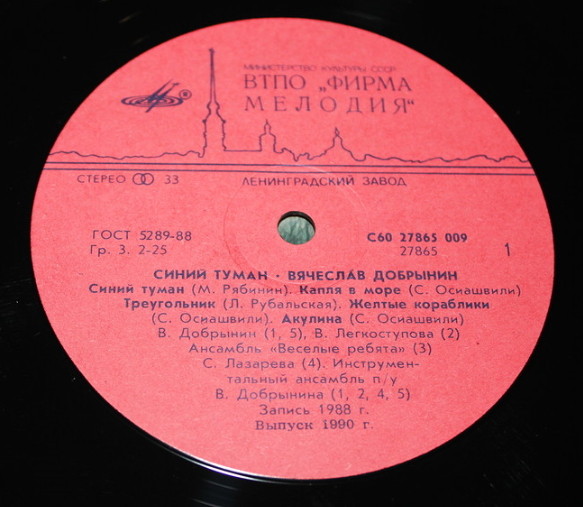 МИНИСТЕРСТВО КУЛЬТУРЫ СССР
ВТПО „ФИРМА
МЕЛОДИЯ“
СТЕРЕО 33
ЛЕНИНГРАДСКИЙ ЗАВОД
ГОСТ 5289-88
Гр. 3. 2-25
С60 27865 009
27865
1
СИНИЙ ТУМАН · ВЯЧЕСЛАВ ДОБРЫНИН
Синий туман (М. Рябинин). Капля в море (С. Осиашвили)
Треугольник (Л. Рубальская). Желтые кораблики
(С. Осиашвили). Акулина (С. Осиашвили)
В. Добрынин (1, 5), В. Легкоступова (2)
Ансамбль «Веселые ребята» (3)
С. Лазарева (4). Инструмен-
тальный ансамбль п/у
В. Добрынина (1, 2, 4, 5)
Запись 1988 г.
Выпуск 1990 г.